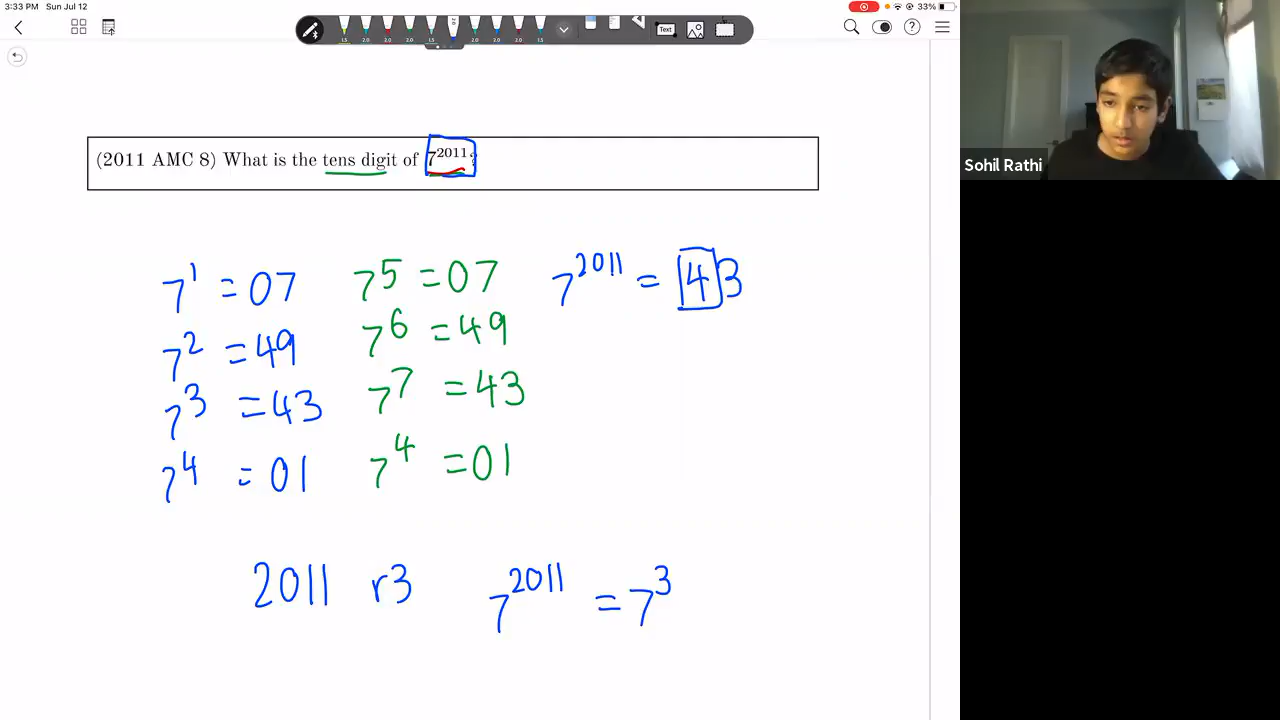 3:33 PM Sun Jul 12
33%
Text
(2011 AMC 8) What is the tens digit of 7^2011?
7^1 = 07
7^2 = 49
7^3 = 43
7^4 = 01
7^5 = 07
7^6 = 49
7^7 = 43
7^4 = 01
7^2011 = 43
2011 r3
7^2011 = 7^3
Sohil Rathi